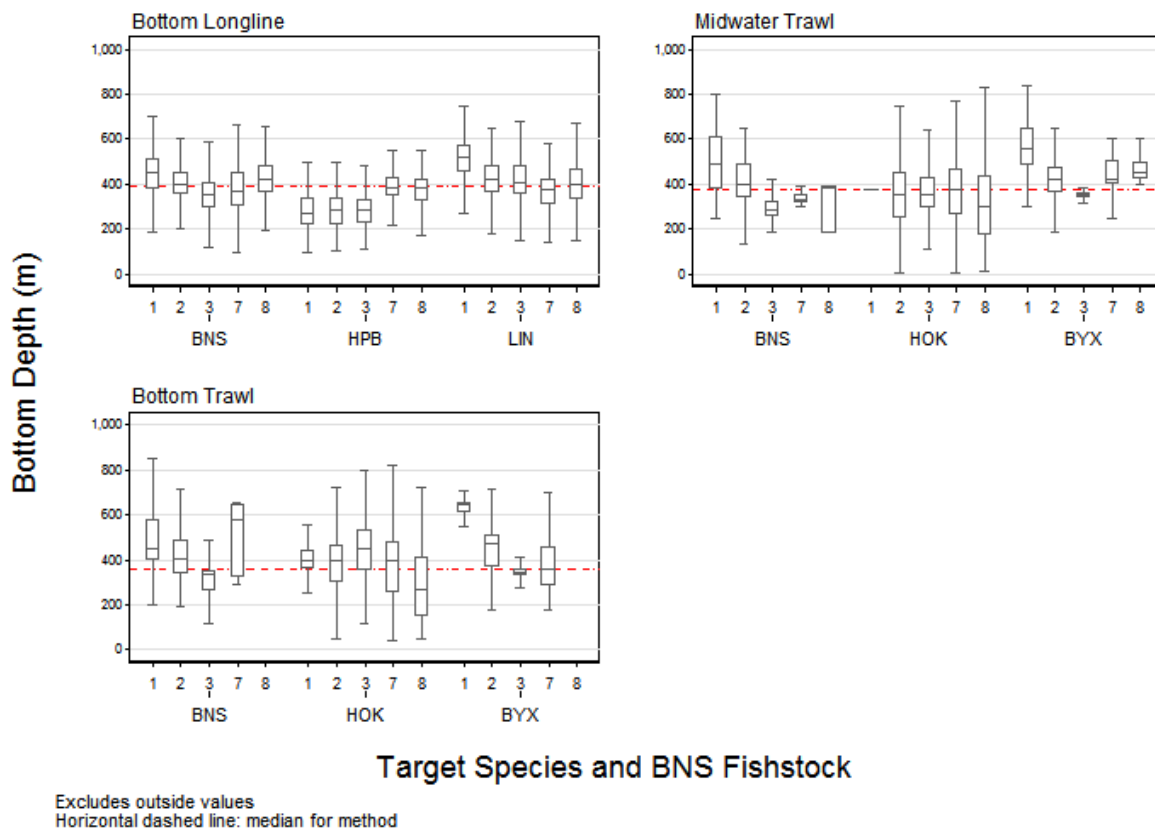 Bottom Longline
1,000
800
600
400
200
0
1 2 3 7 8 1 2 3 7 8 1 2 3 7 8
BNS HPB LIN
Midwater Trawl
1,000
800
600
400
200
0
1 2 3 7 8 1 2 3 7 8 1 2 3 7 8
BNS HOK BYX
Bottom Depth (m)
Bottom Trawl
1,000
800
600
400
200
0
1 2 3 7 8 1 2 3 7 8 1 2 3 7 8
BNS HOK BYX
Target Species and BNS Fishstock
Excludes outside values
Horizontal dashed line: median for method